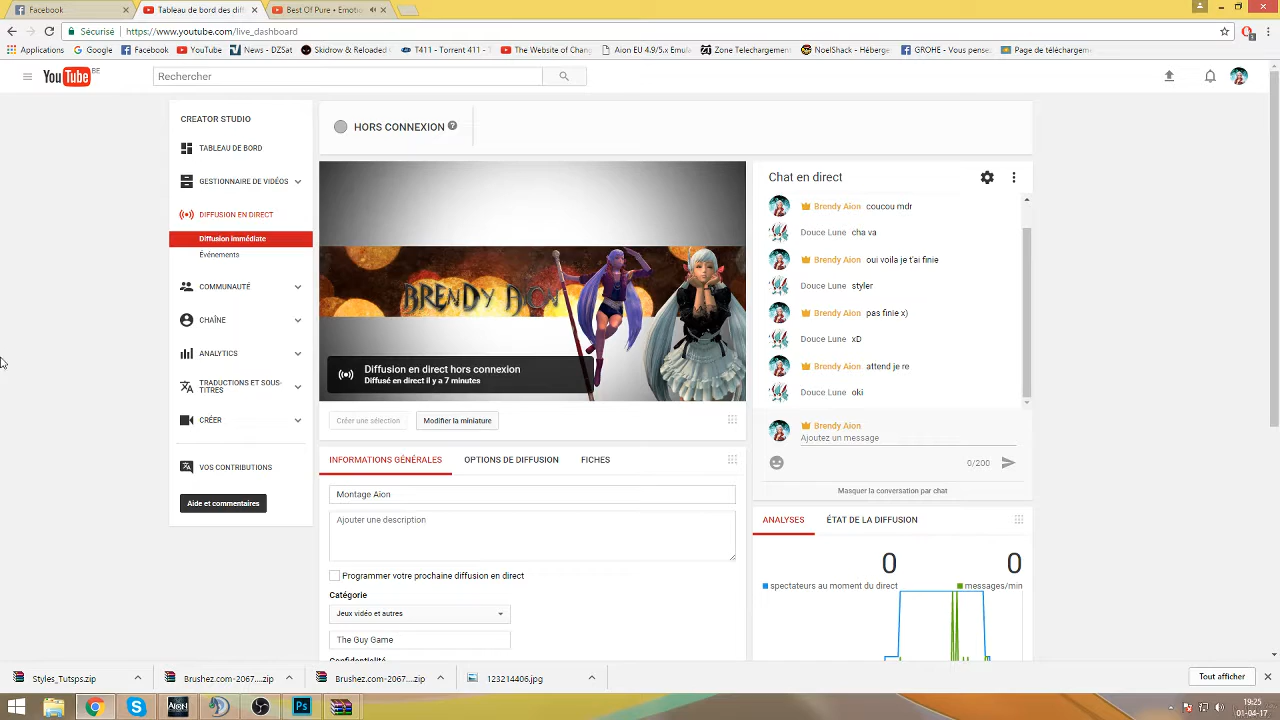 Facebook
Tableau de bord des dif
Best Of Pure • Emotio
Sécurisé
https://www.youtube.com/live_dashboard
Applications
Google
Facebook
YouTube
News - DZSat
Skidrow & Reloaded
T411 - Torrent 411 -
The Website of Chang
Aion EU 4.9/5.x Emula
Zone Telechargement
NoelShack - Héberge
GROHE - Vous pense
Page de téléchargeme
YouTube BE
Rechercher
CREATOR STUDIO
TABLEAU DE BORD
GESTIONNAIRE DE VIDÉOS
DIFFUSION EN DIRECT
Diffusion immédiate
Événements
COMMUNAUTÉ
CHAÎNE
ANALYTICS
TRADUCTIONS ET SOUS-
TITRES
CRÉER
VOS CONTRIBUTIONS
Aide et commentaires
HORS CONNEXION ?
BRENDY AION
Diffusion en direct hors connexion
Diffusé en direct il y a 7 minutes
Créer une sélection
Modifier la miniature
INFORMATIONS GÉNÉRALES
OPTIONS DE DIFFUSION
FICHES
Montage Aion
Ajouter une description
Programmer votre prochaine diffusion en direct
Catégorie
Jeux vidéo et autres
The Guy Game
Confidentialité
Chat en direct
Brendy Aion coucou mdr
Douce Lune cha va
Brendy Aion oui voila je t'ai finie
Douce Lune styler
Brendy Aion pas finie x)
Douce Lune xD
Brendy Aion attend je re
Douce Lune oki
Brendy Aion
Ajoutez un message
0/200
Masquer la conversation par chat
ANALYSES
ÉTAT DE LA DIFFUSION
0
0
spectateurs au moment du direct
messages/min
Styles_Tutsps.zip
Brushez.com-2067....zip
Brushez.com-2067....zip
123214406.jpg
Tout afficher
AION
Ps
19:25
01-04-17